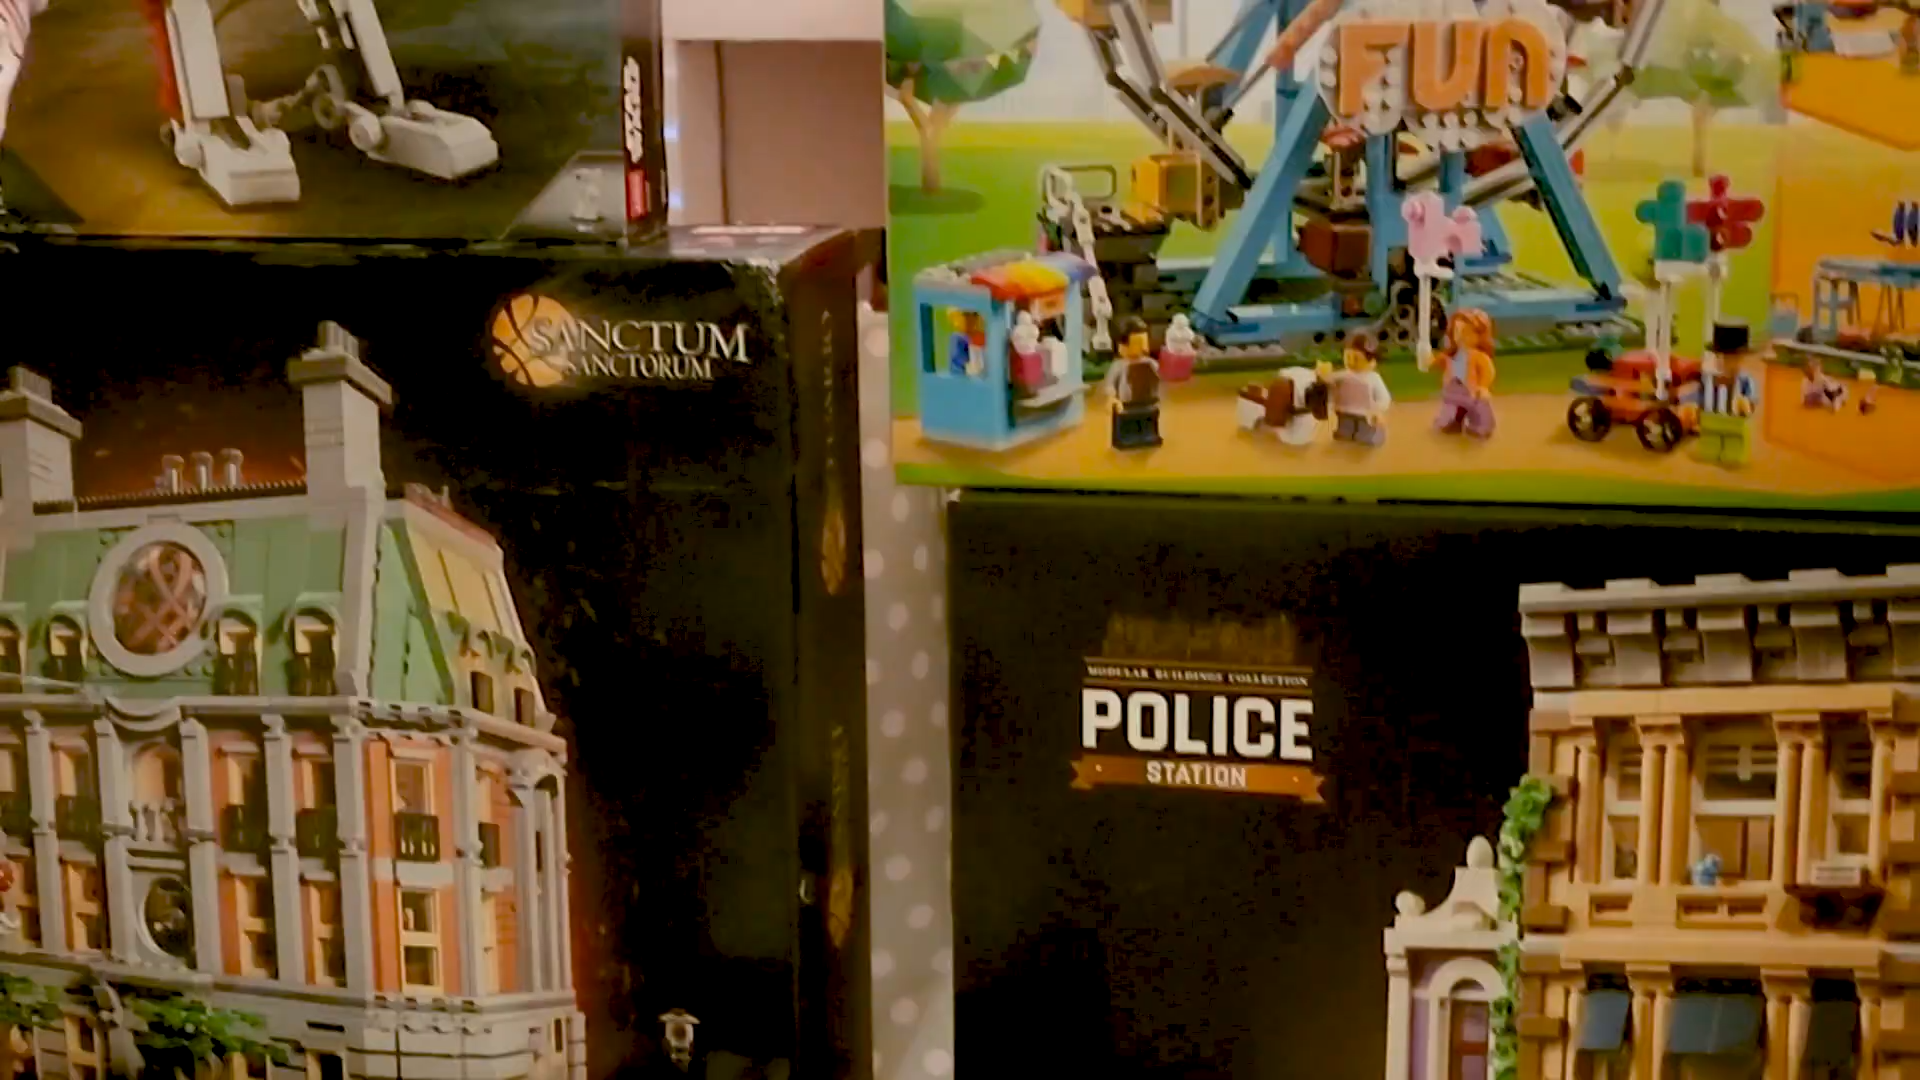 FUN
SANCTUM
SANCTORUM
MODULAR BUILDINGS COLLECTION
POLICE
STATION